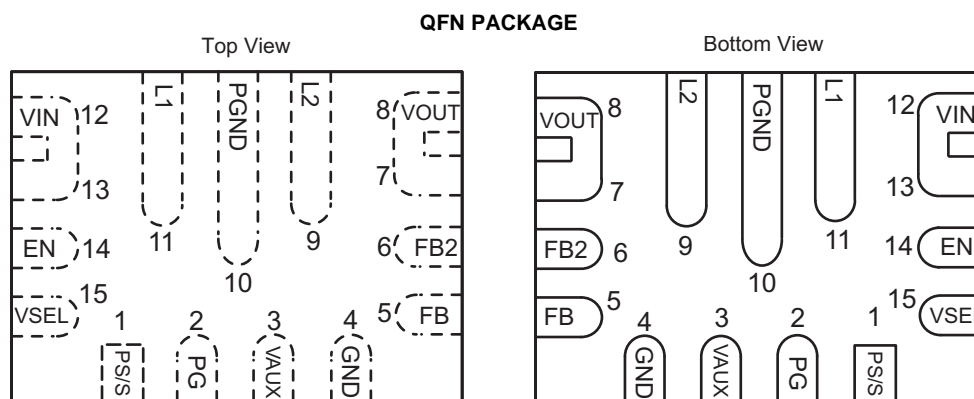 QFN PACKAGE
Top View
L1
PGND
L2
VIN
12
8
VOUT
13
7
EN
14
11
10
9
6
FB2
VSEL
15
5
FB
1
2
3
4
PS/S
PG
VAUX
GND
Bottom View
L2
PGND
L1
VOUT
8
12
VIN
7
13
FB2
6
9
10
11
14
EN
FB
5
15
VSE
4
3
2
1
GND
VAUX
PG
PS/S